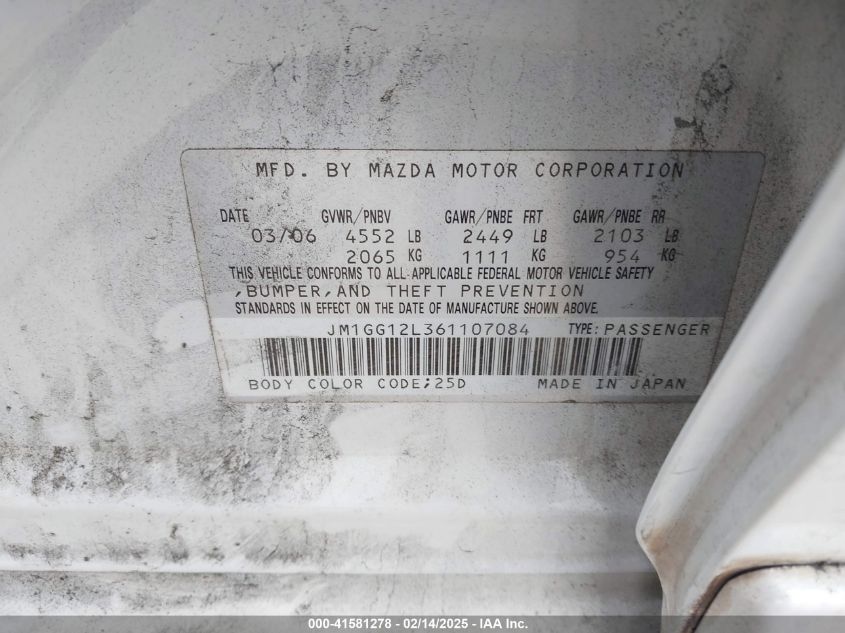 MFD. BY MAZDA MOTOR CORPORATION
DATE GVWR/PNBV GAWR/PNBE FRT GAWR/PNBE RR
03/06 4552 LB 2449 LB 2103 LB
2065 KG 1111 KG 954 KG
THIS VEHICLE CONFORMS TO ALL APPLICABLE FEDERAL MOTOR VEHICLE SAFETY
,BUMPER,AND THEFT PREVENTION
STANDARDS IN EFFECT ON THE DATE OF MANUFACTURE SHOWN ABOVE.
JM1GG12L361107084 TYPE:PASSENGER
BODY COLOR CODE;25D MADE IN JAPAN
000-41581278 - 02/14/2025 - IAA Inc.